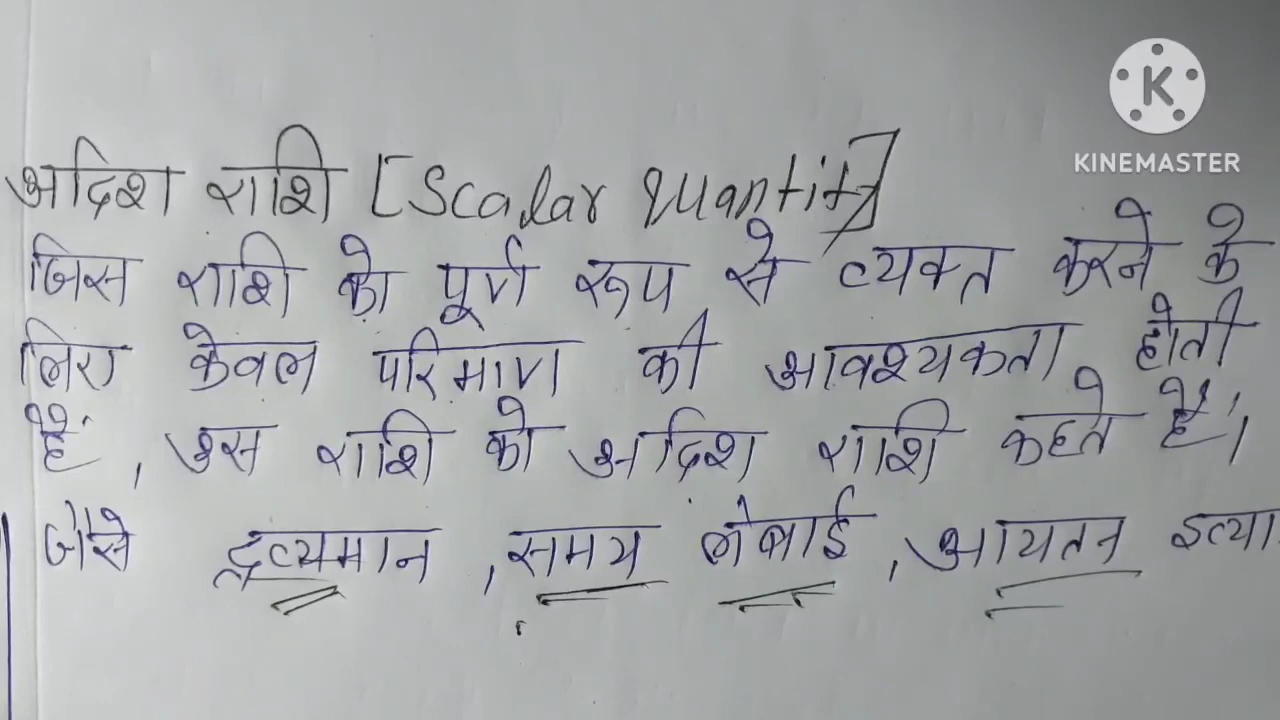 K
KINEMASTER
अदिश राशि [Scalar quantity]
जिस राशि को पूर्ण रूप से व्यक्त करने के
लिए केवल परिमाण की आवश्यकता होती
हैं, उस राशि को अदिश राशि कहते हैं।
जैसे द्रव्यमान, समय लंबाई, आयतन इत्या